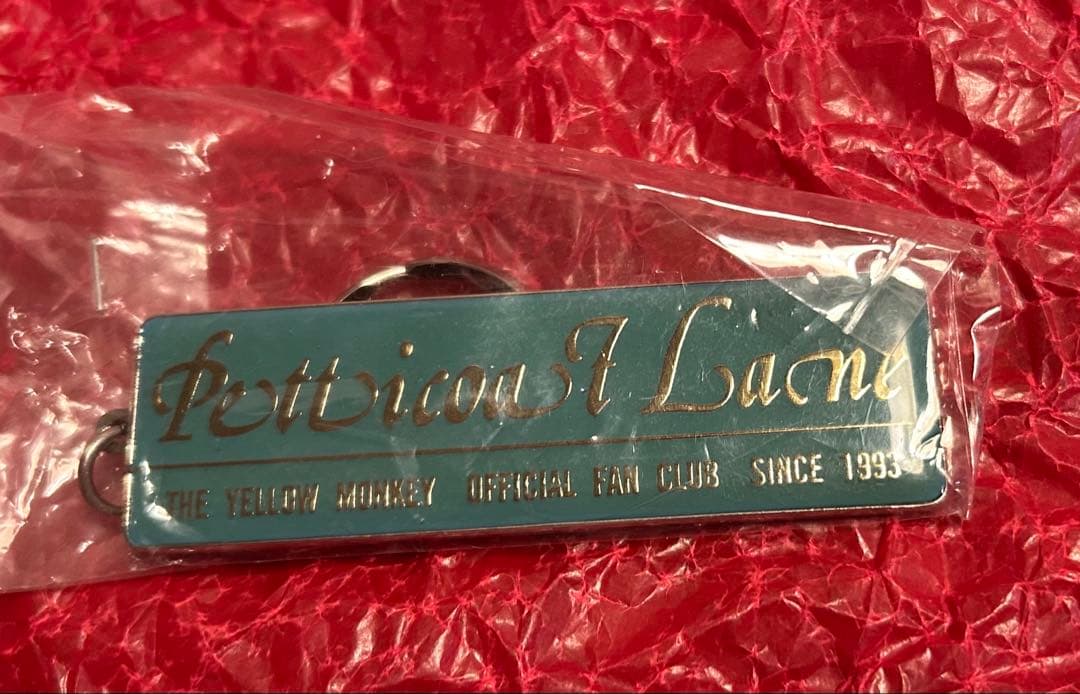 Petticoat Lane
THE YELLOW MONKEY OFFICIAL FAN CLUB SINCE 1993